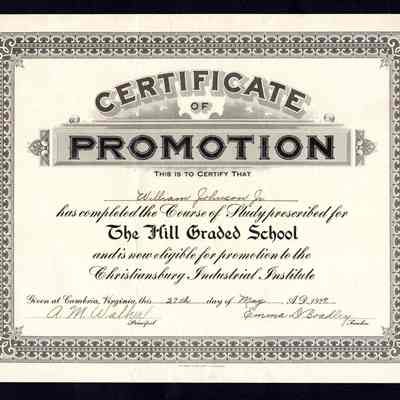 CERTIFICATE
OF
PROMOTION
THIS IS TO CERTIFY THAT
William Johnson Jr.
has completed the Course of Study prescribed for
The Hill Graded School
and is now eligible for promotion to the
Christiansburg Industrial Institute
Given at Cambria, Virginia, this 27th day of May A.D.
A. M. Walker Emma D Bradley
Principal Teacher